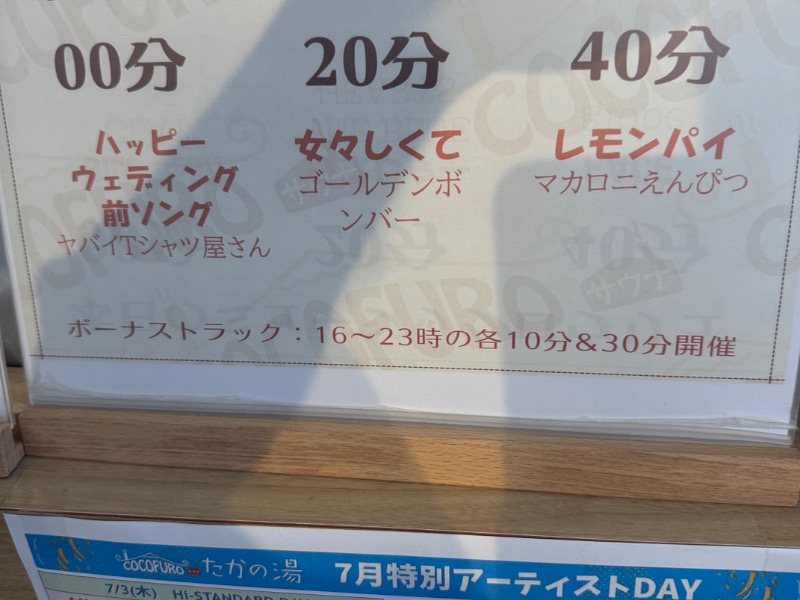 00分 20分 40分
ハッピー
ウェディング
前ソング
ヤバイTシャツ屋さん
女々しくて
ゴールデンボ
ンバー
レモンパイ
マカロニえんぴつ
ボーナストラック：16〜23時の各10分&30分開催
COCOFURO たかの湯 7月特別アーティストDAY
7/3(木) Hi-STANDARD